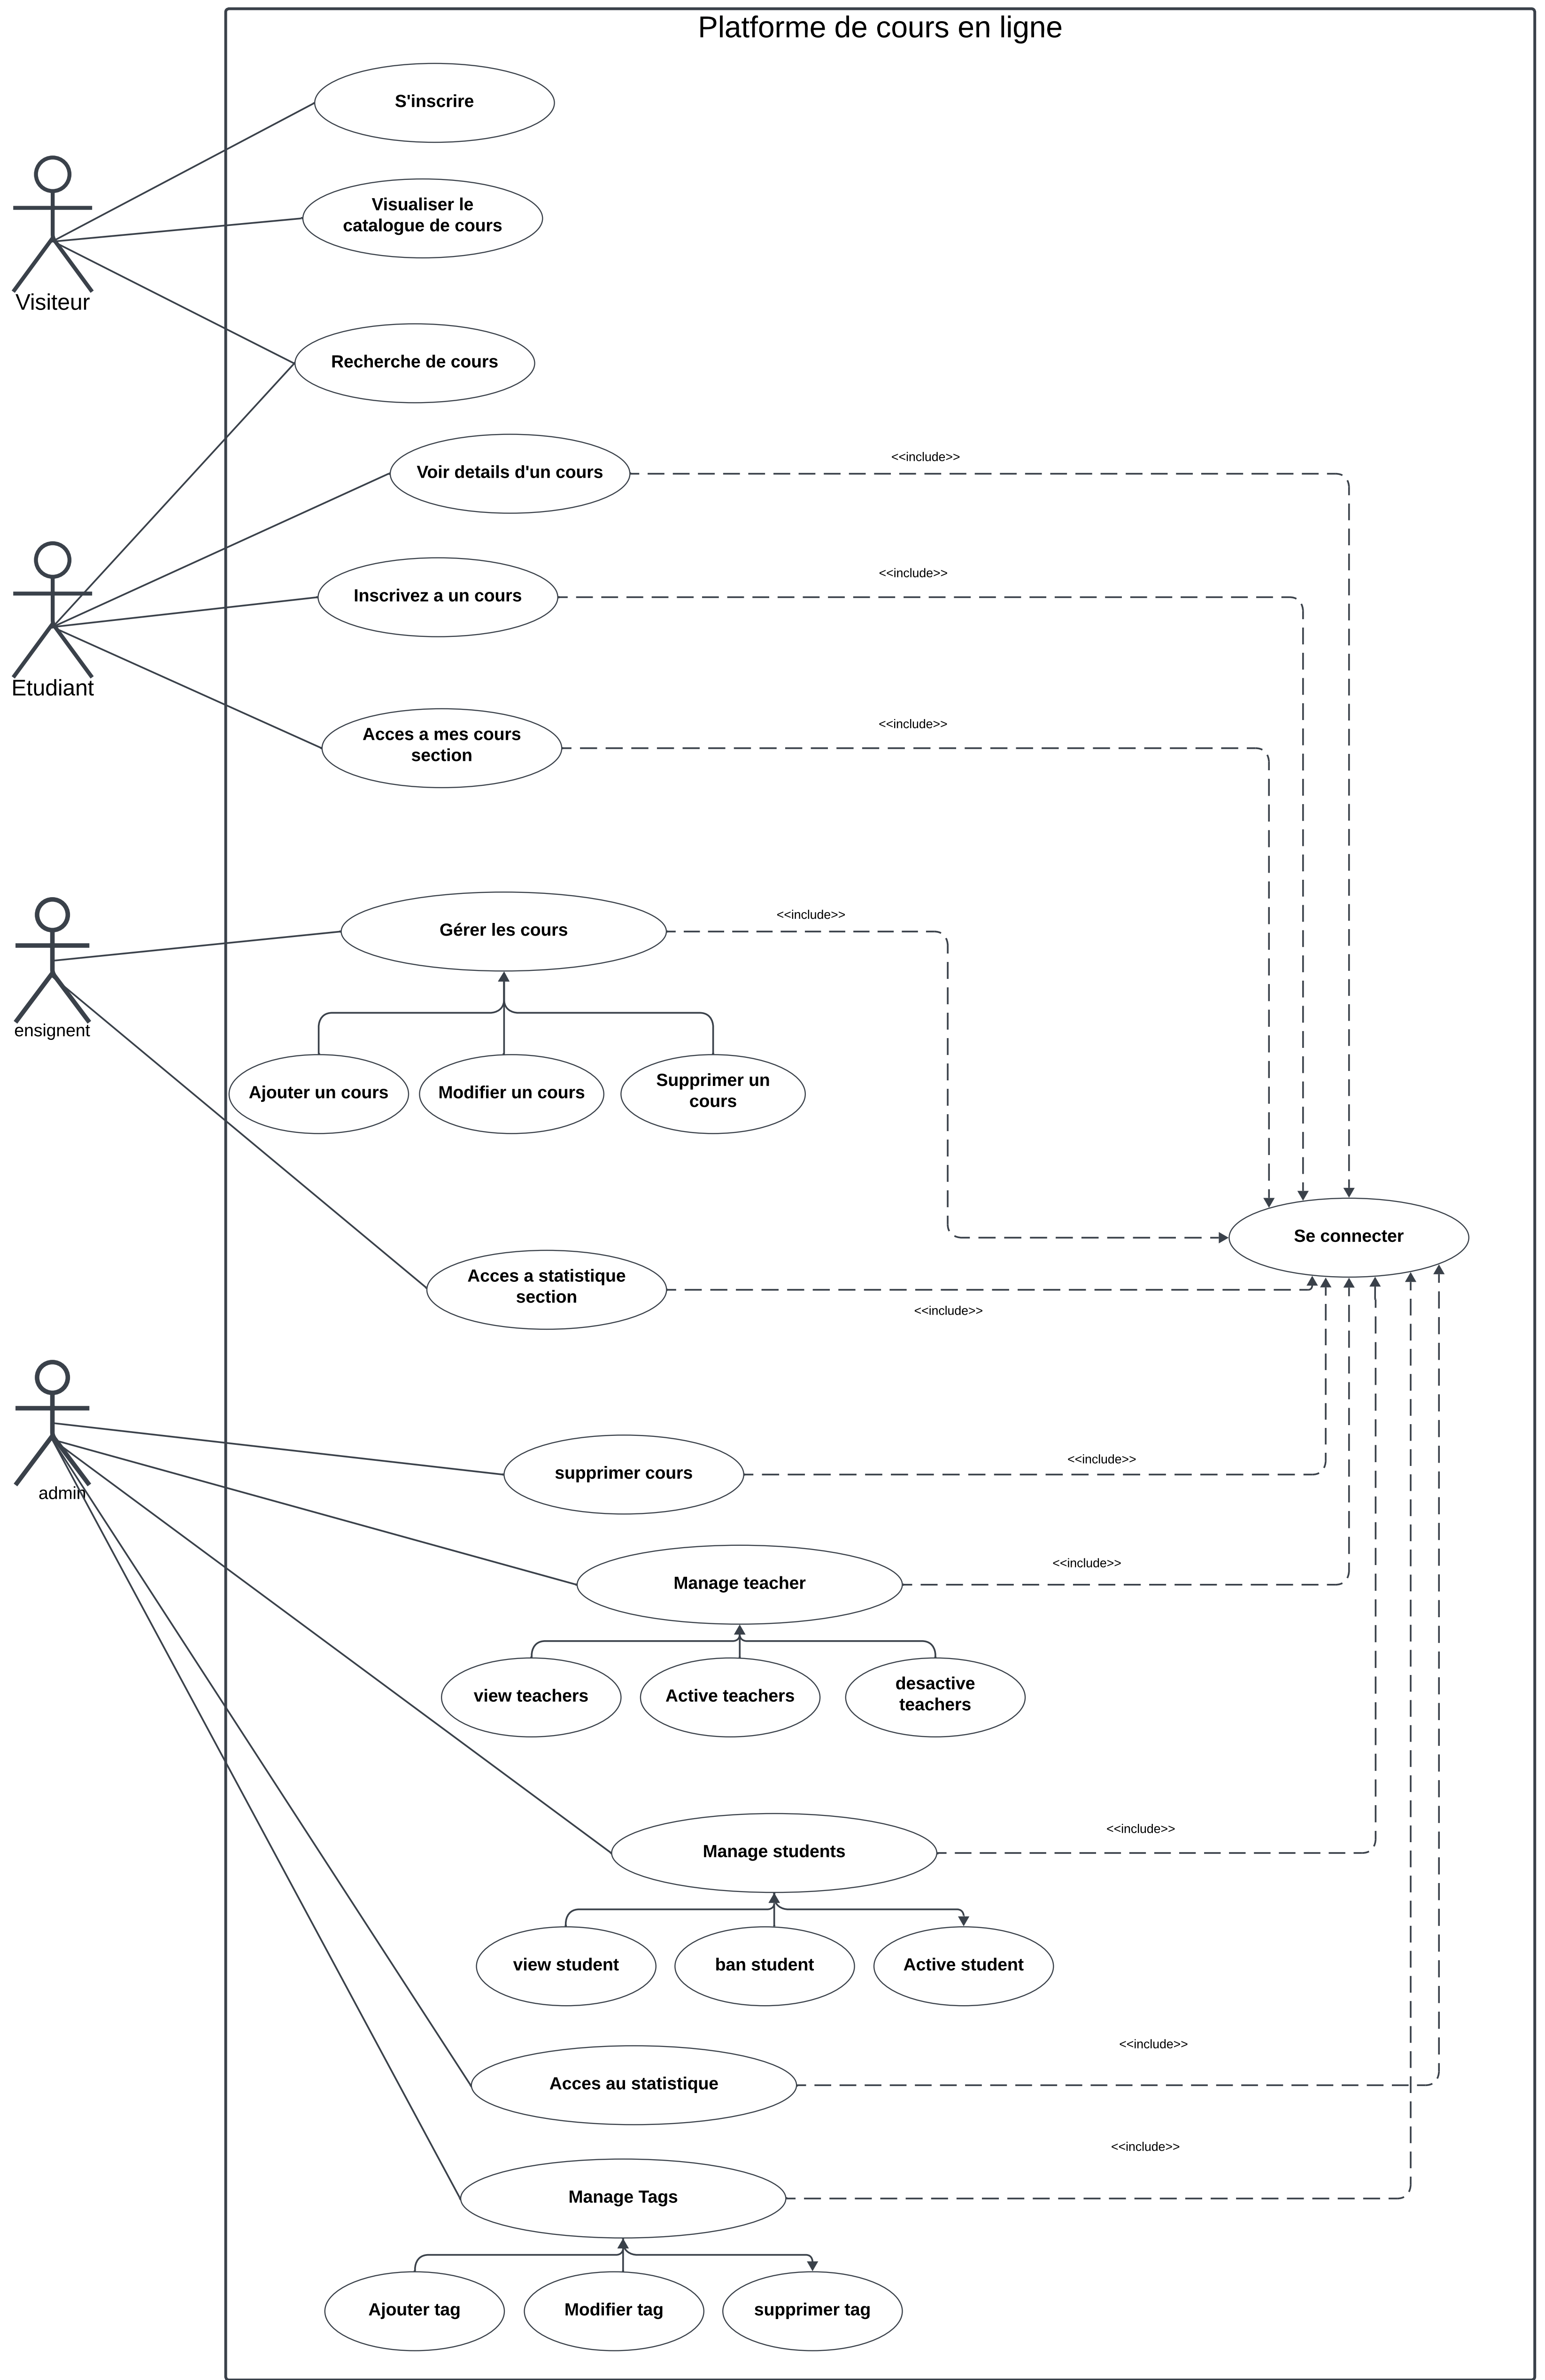 Platforme de cours en ligne
S'inscrire
Visualiser le
catalogue de cours
Visiteur
Recherche de cours
Voir details d'un cours
<<include>>
Inscrivez a un cours
<<include>>
Etudiant
Acces a mes cours
section
<<include>>
Gérer les cours
<<include>>
ensignent
Ajouter un cours
Modifier un cours
Supprimer un
cours
Se connecter
Acces a statistique
section
<<include>>
admin
supprimer cours
<<include>>
Manage teacher
<<include>>
view teachers
Active teachers
desactive
teachers
Manage students
<<include>>
view student
ban student
Active student
<<include>>
Acces au statistique
<<include>>
Manage Tags
Ajouter tag
Modifier tag
supprimer tag